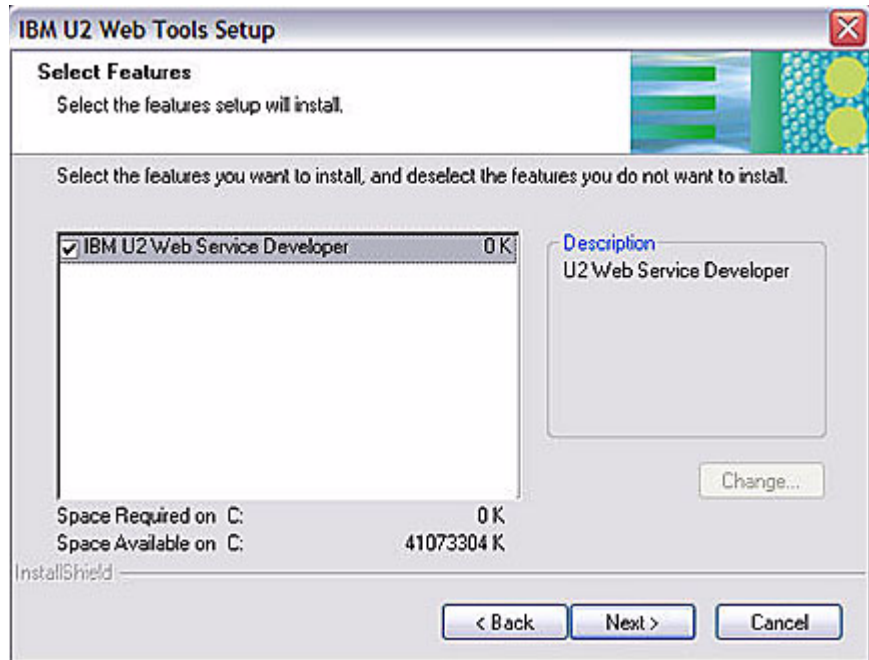 IBM U2 Web Tools Setup
Select Features
Select the features setup will install.
Select the features you want to install, and deselect the features you do not want to install.
IBM U2 Web Service Developer 0 K
Description
U2 Web Service Developer
Change...
Space Required on C: 0 K
Space Available on C: 41073304 K
InstallShield
< Back Next > Cancel